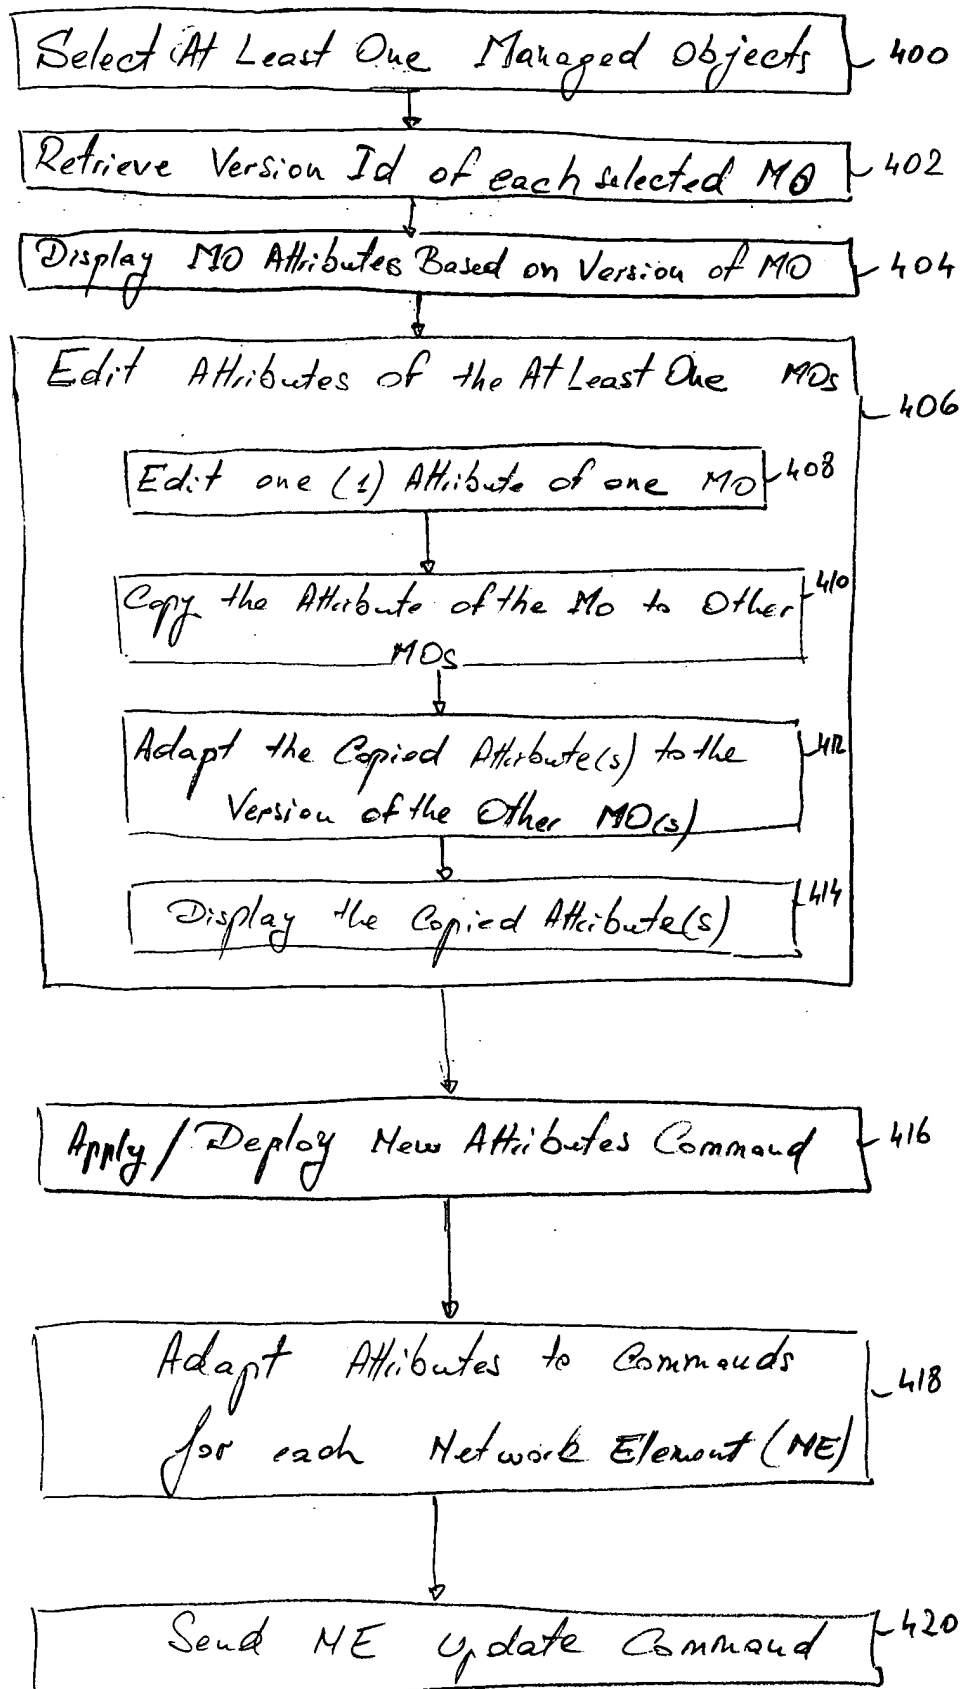 Select At Least One Managed Objects 400
Retrieve Version Id of each selected MO 402
Display MO Attributes Based on Version of MO 404
Edit Attributes of the At Least One MOs
406
Edit one (1) Attribute of one MO 408
Copy the Attribute of the MO to Other 410
MOs
Adapt the Copied Attribute(s) to the 412
Version of the Other MO(s)
Display the Copied Attribute(s) 414
Apply / Deploy New Attributes Command 416
Adapt Attributes to Commands
418
for each Network Element (NE)
Send NE update Command 420